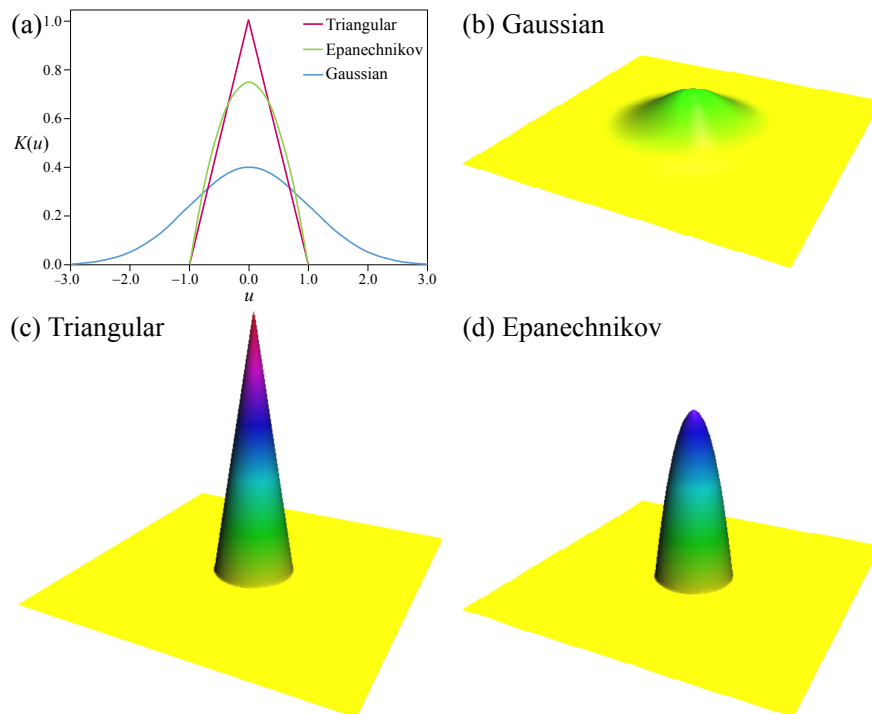 (a)
Triangular
Epanechnikov
Gaussian
1.0
0.8
0.6
K(u)
0.4
0.2
0.0
–3.0 –2.0 –1.0 0.0 1.0 2.0 3.0
u
(b) Gaussian
(c) Triangular
(d) Epanechnikov